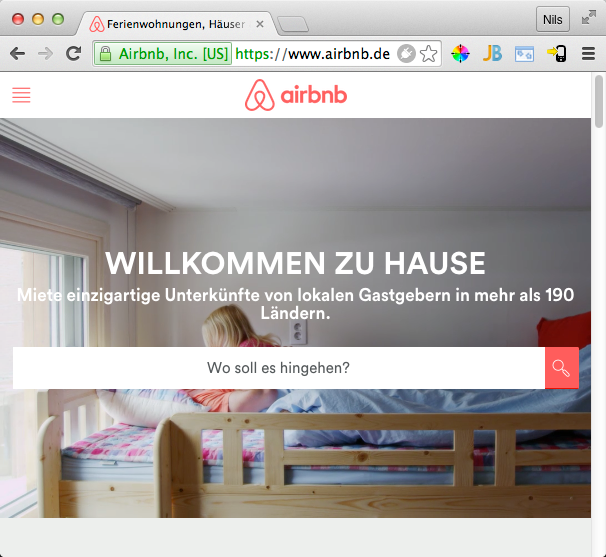 Ferienwohnungen, Häuser
Nils
Airbnb, Inc. [US] https://www.airbnb.de
JB
airbnb
WILLKOMMEN ZU HAUSE
Miete einzigartige Unterkünfte von lokalen Gastgebern in mehr als 190
Ländern.
Wo soll es hingehen?